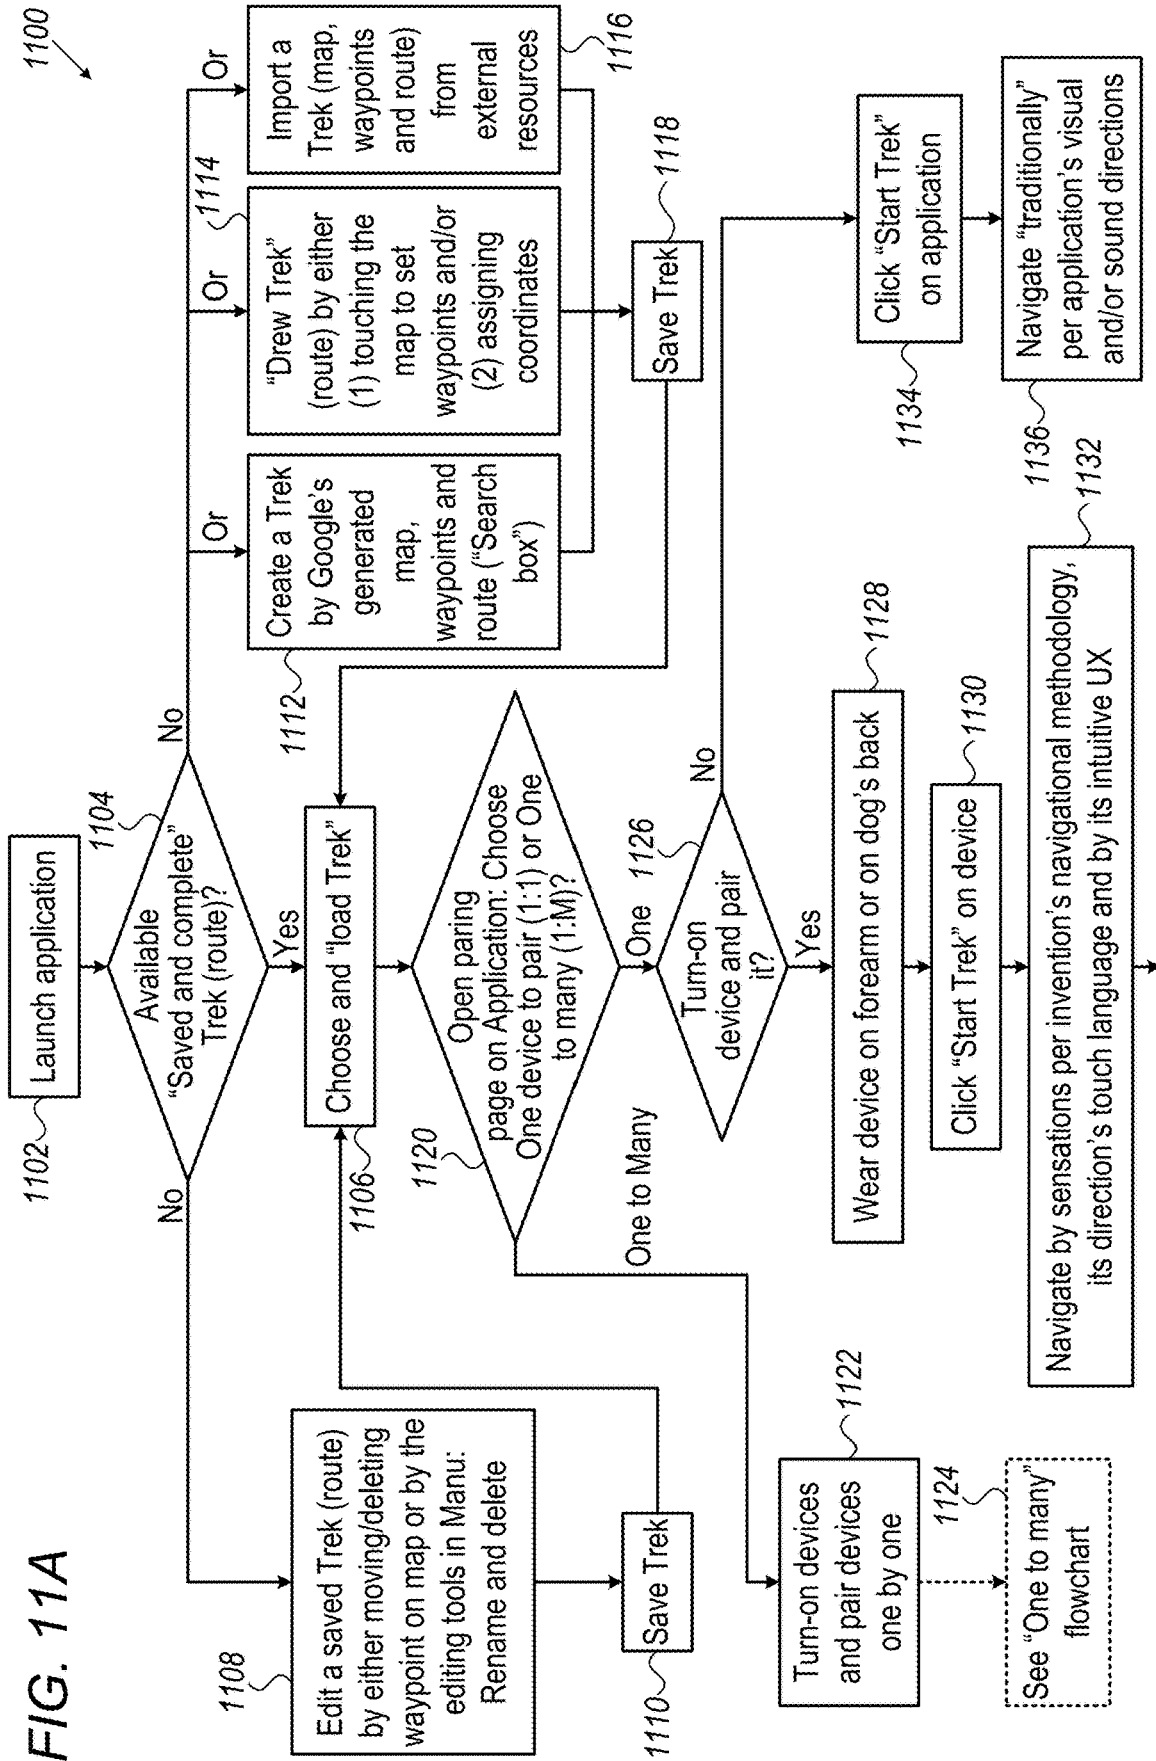 FIG. 11A
1100
1102
Launch application
1104
Available
“Saved and complete”
Trek (route)?
No
No
Yes
Or
Or
Or
1108
Edit a saved Trek (route)
by either moving/deleting
waypoint on map or by the
editing tools in Manu:
Rename and delete
1110
Save Trek
1106
Choose and “load Trek”
1112
Create a Trek
by Google’s
generated
map,
waypoints and
route (“Search
box”)
1114
“Drew Trek”
(route) by either
(1) touching the
map to set
waypoints and/or
(2) assigning
coordinates
1116
Import a
Trek (map,
waypoints
and route)
from
external
resources
1118
Save Trek
1120
Open paring
page on Application: Choose
One device to pair (1:1) or One
to many (1:M)?
One to Many
One
1122
Turn-on devices
and pair devices
one by one
1124
See “One to many”
flowchart
1126
Turn-on
device and pair
it?
No
Yes
1128
Wear device on forearm or on dog’s back
1130
Click “Start Trek” on device
1132
Navigate by sensations per invention’s navigational methodology,
its direction’s touch language and by its intuitive UX
1134
Click “Start Trek”
on application
1136
Navigate “traditionally”
per application’s visual
and/or sound directions